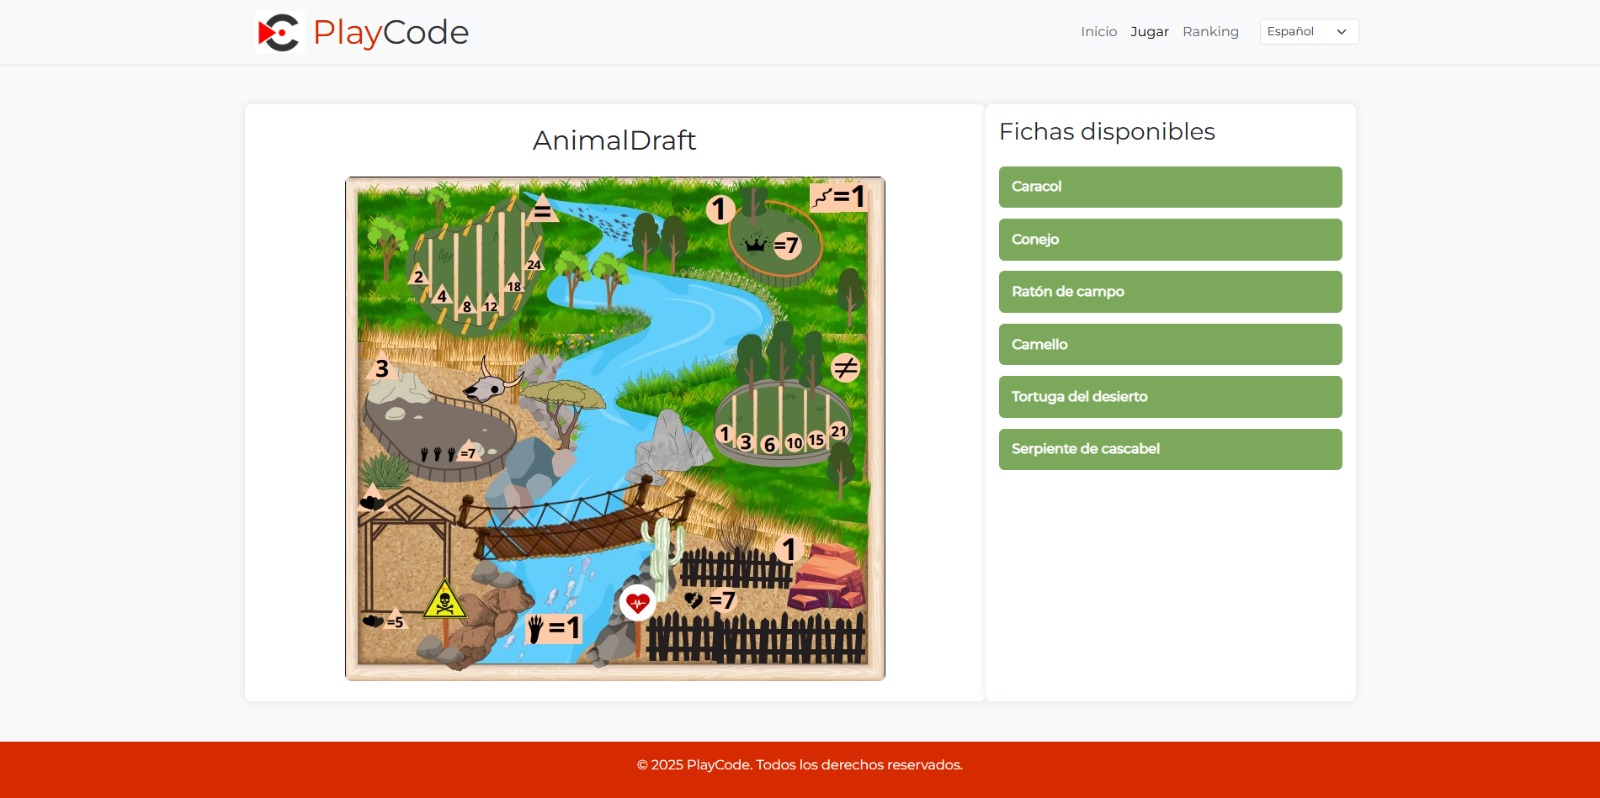 PlayCode
Inicio Jugar Ranking Español
AnimalDraft
=
2 4 8 12 18 24
1
=1
=7
3
=7
≠
1 3 6 10 15 21
1
=7
=5
=1
Fichas disponibles
Caracol
Conejo
Ratón de campo
Camello
Tortuga del desierto
Serpiente de cascabel
© 2025 PlayCode. Todos los derechos reservados.